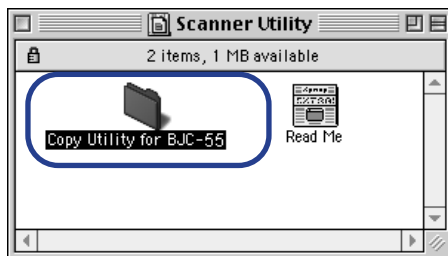 Scanner Utility
2 items, 1 MB available
Copy Utility for BJC-55
Read Me